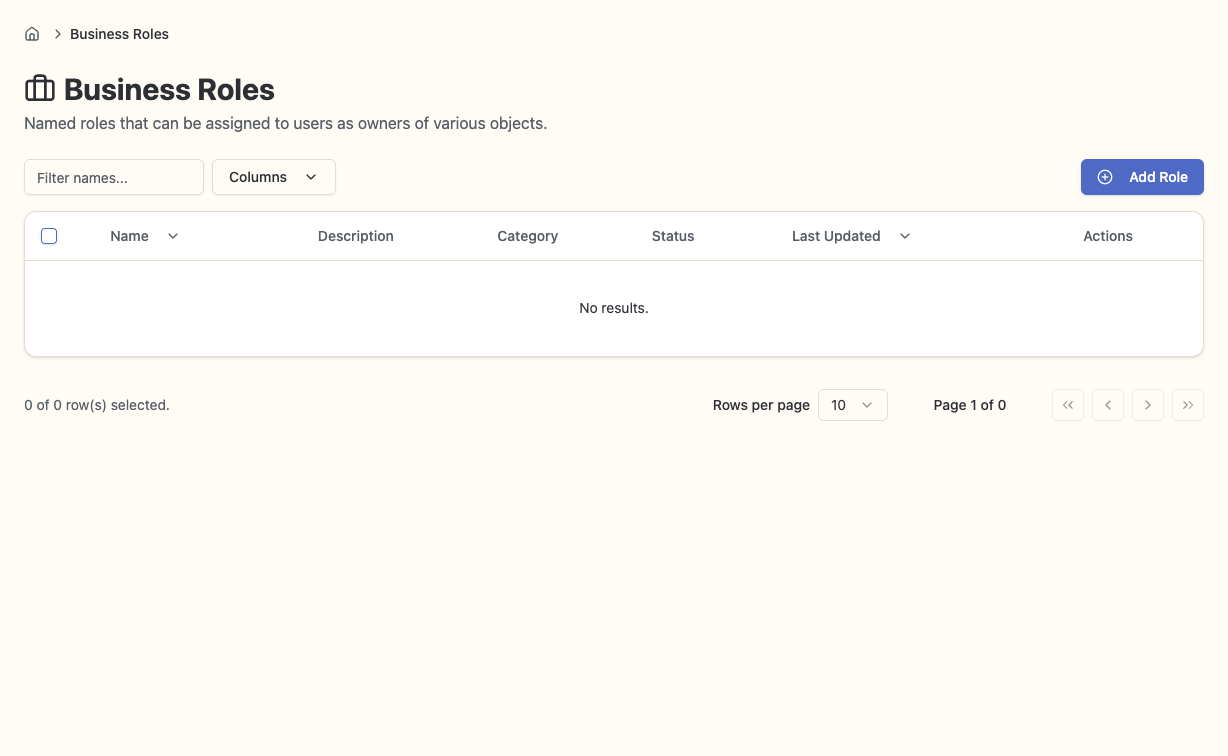 Business Roles
Business Roles
Named roles that can be assigned to users as owners of various objects.
Filter names...
Columns
Add Role
Name Description Category Status Last Updated Actions
No results.
0 of 0 row(s) selected.
Rows per page 10 Page 1 of 0